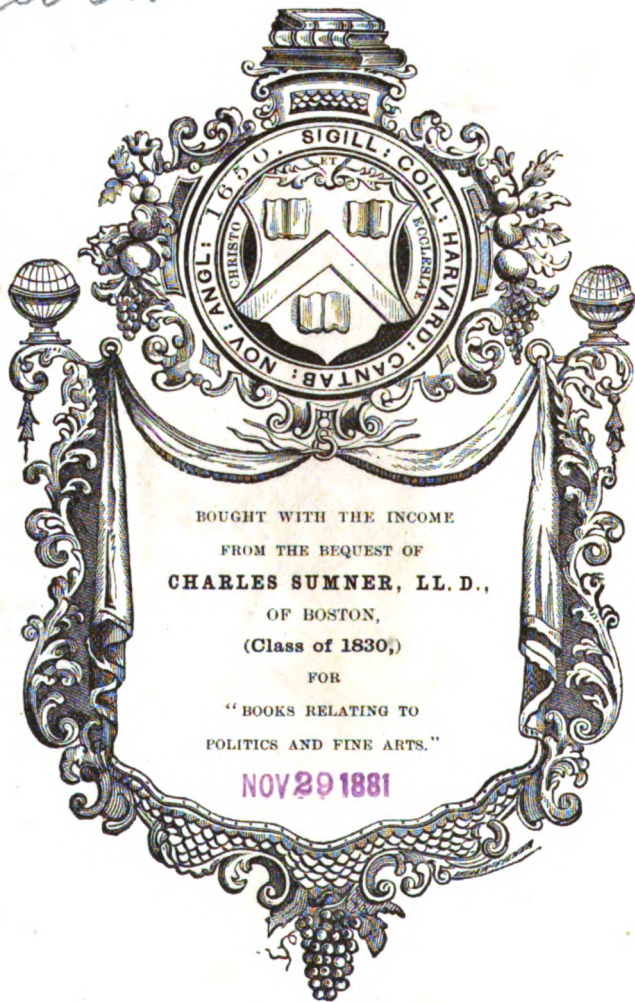 SIGILL: COLL: HARVARD: CANTAB: NOV: ANGL: 1650.
ET
CHRISTO
ECCLESIAE
BOUGHT WITH THE INCOME
FROM THE BEQUEST OF
CHARLES SUMNER, LL. D.,
OF BOSTON,
(Class of 1830,)
FOR
"BOOKS RELATING TO
POLITICS AND FINE ARTS."
NOV 29 1881